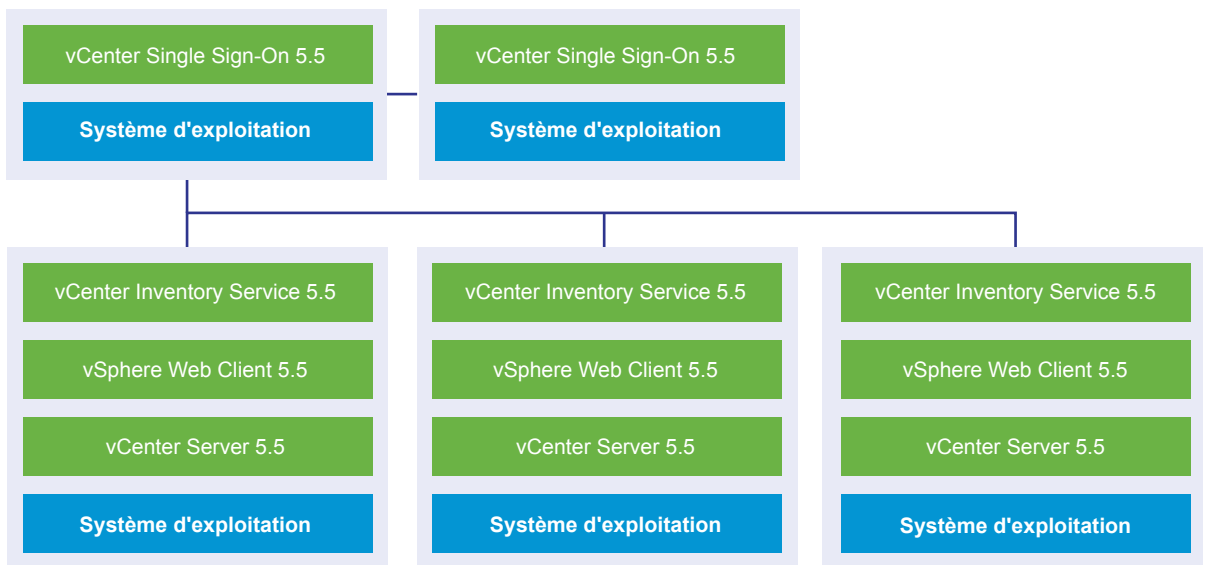 vCenter Single Sign-On 5.5
Système d'exploitation
vCenter Single Sign-On 5.5
Système d'exploitation
vCenter Inventory Service 5.5
vSphere Web Client 5.5
vCenter Server 5.5
Système d'exploitation
vCenter Inventory Service 5.5
vSphere Web Client 5.5
vCenter Server 5.5
Système d'exploitation
vCenter Inventory Service 5.5
vSphere Web Client 5.5
vCenter Server 5.5
Système d'exploitation